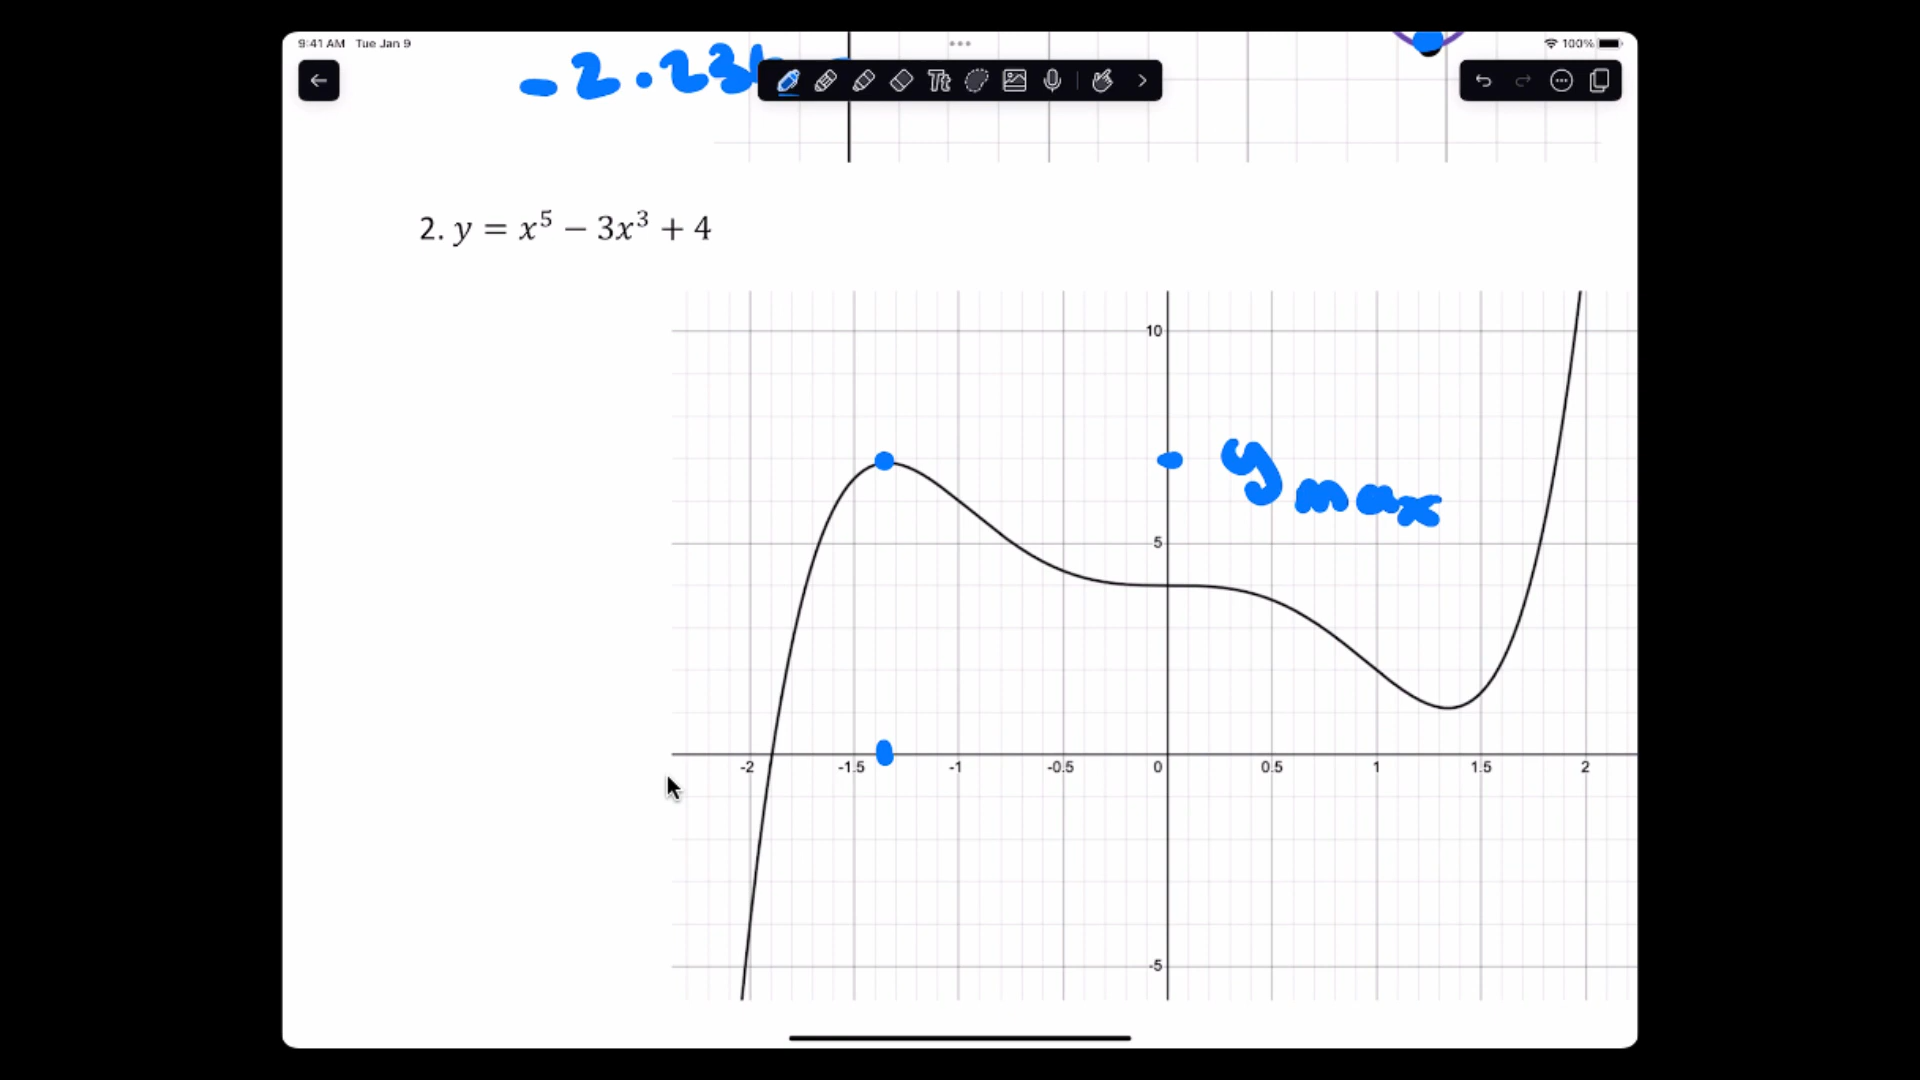 9:41 AM Tue Jan 9
100%
Tt
2. y = x⁵ − 3x³ + 4
10
y max
5
-2 -1.5 -1 -0.5 0 0.5 1 1.5 2
-5